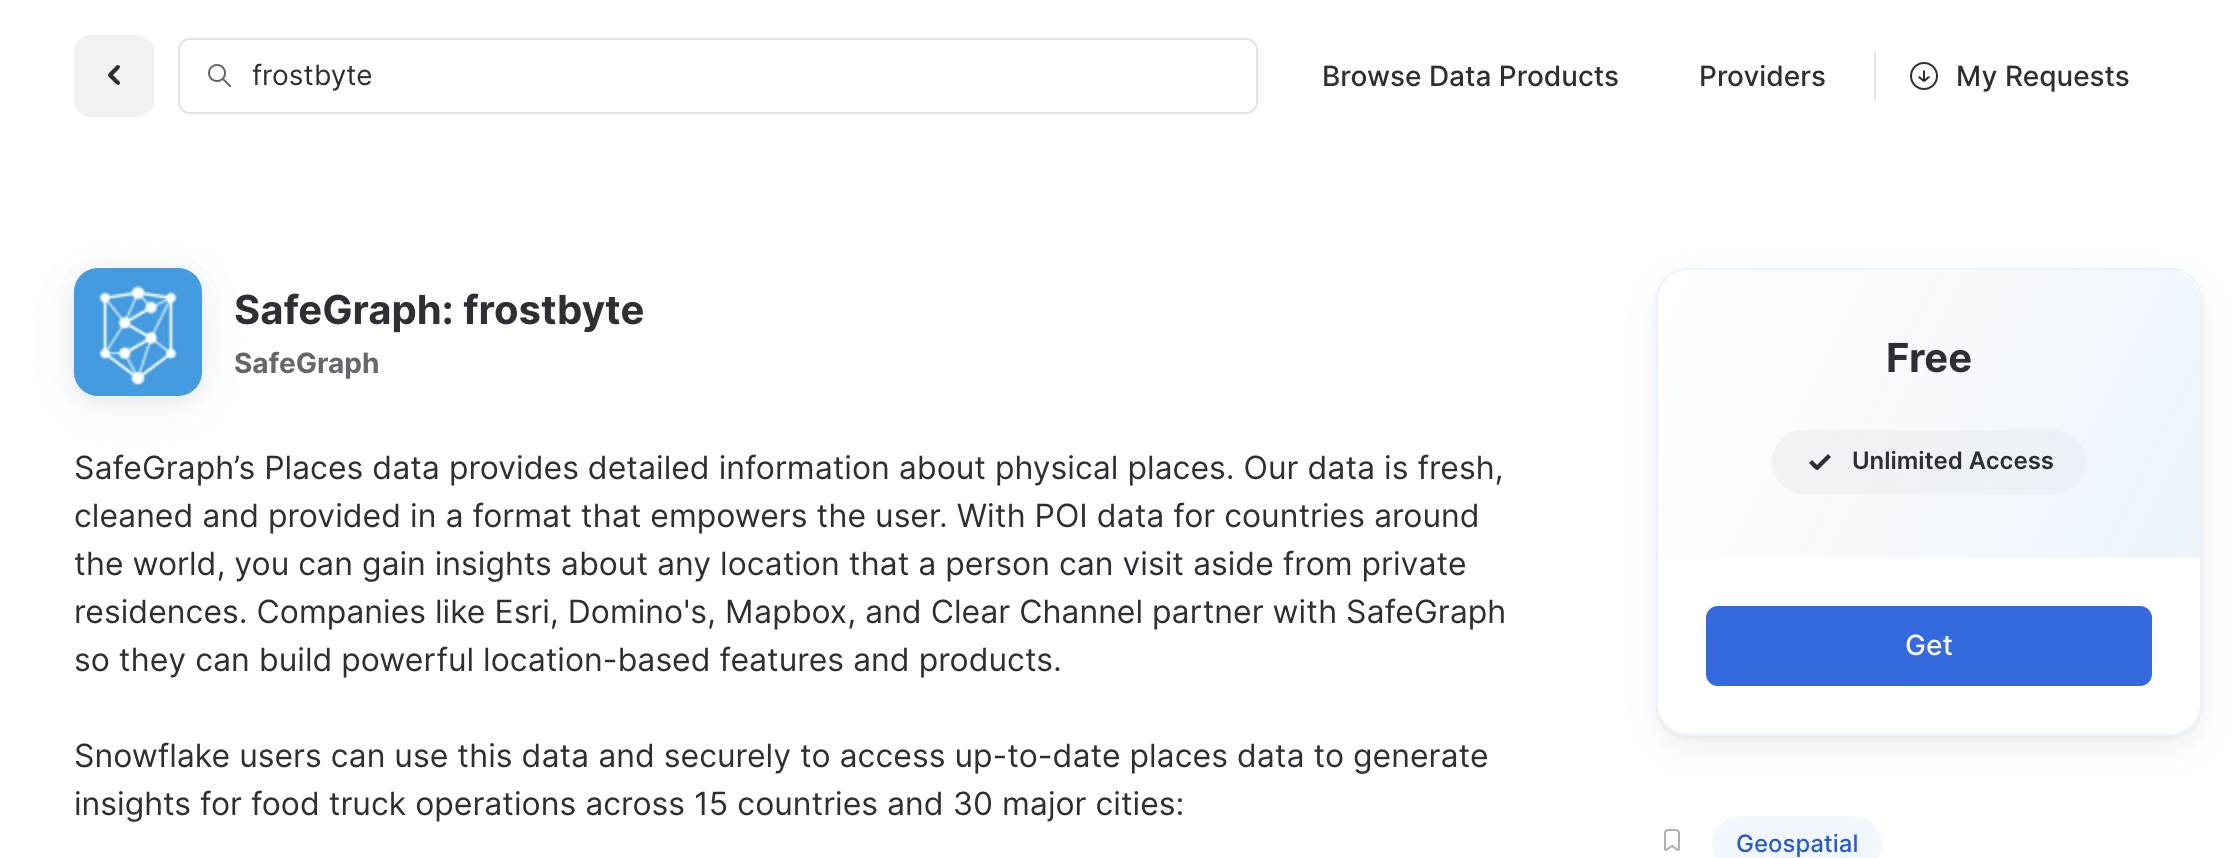 frostbyte
Browse Data Products
Providers
My Requests
SafeGraph: frostbyte
SafeGraph
SafeGraph’s Places data provides detailed information about physical places. Our data is fresh,
cleaned and provided in a format that empowers the user. With POI data for countries around
the world, you can gain insights about any location that a person can visit aside from private
residences. Companies like Esri, Domino's, Mapbox, and Clear Channel partner with SafeGraph
so they can build powerful location-based features and products.
Snowflake users can use this data and securely to access up-to-date places data to generate
insights for food truck operations across 15 countries and 30 major cities:
Free
Unlimited Access
Get
Geospatial